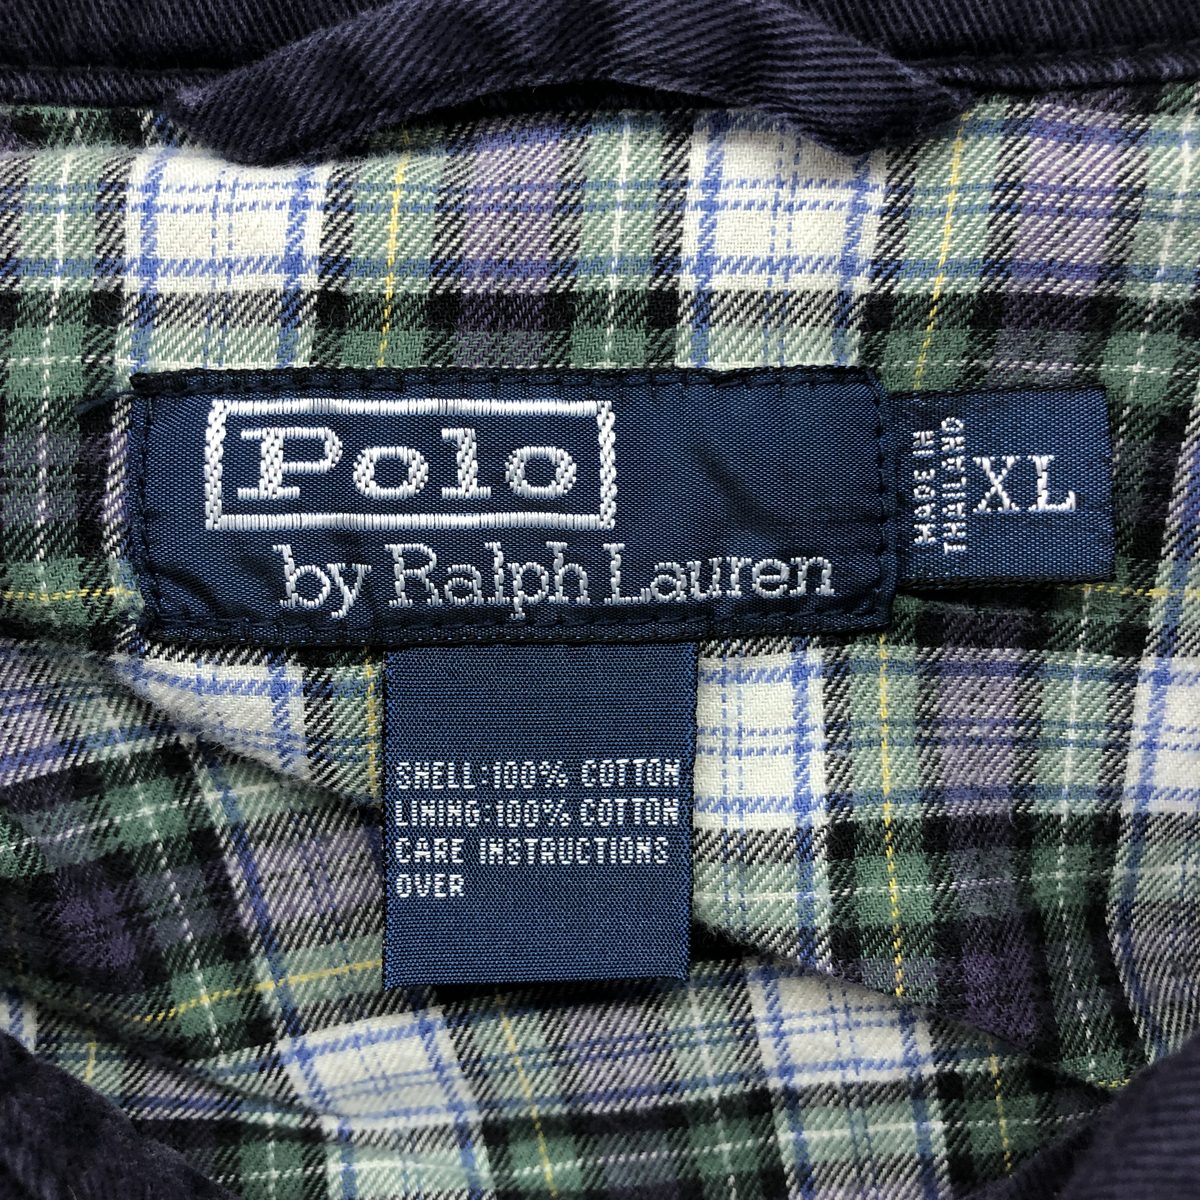 Polo
by Ralph Lauren
MADE IN
THAILAND
XL
SHELL:100% COTTON
LINING:100% COTTON
CARE INSTRUCTIONS
OVER